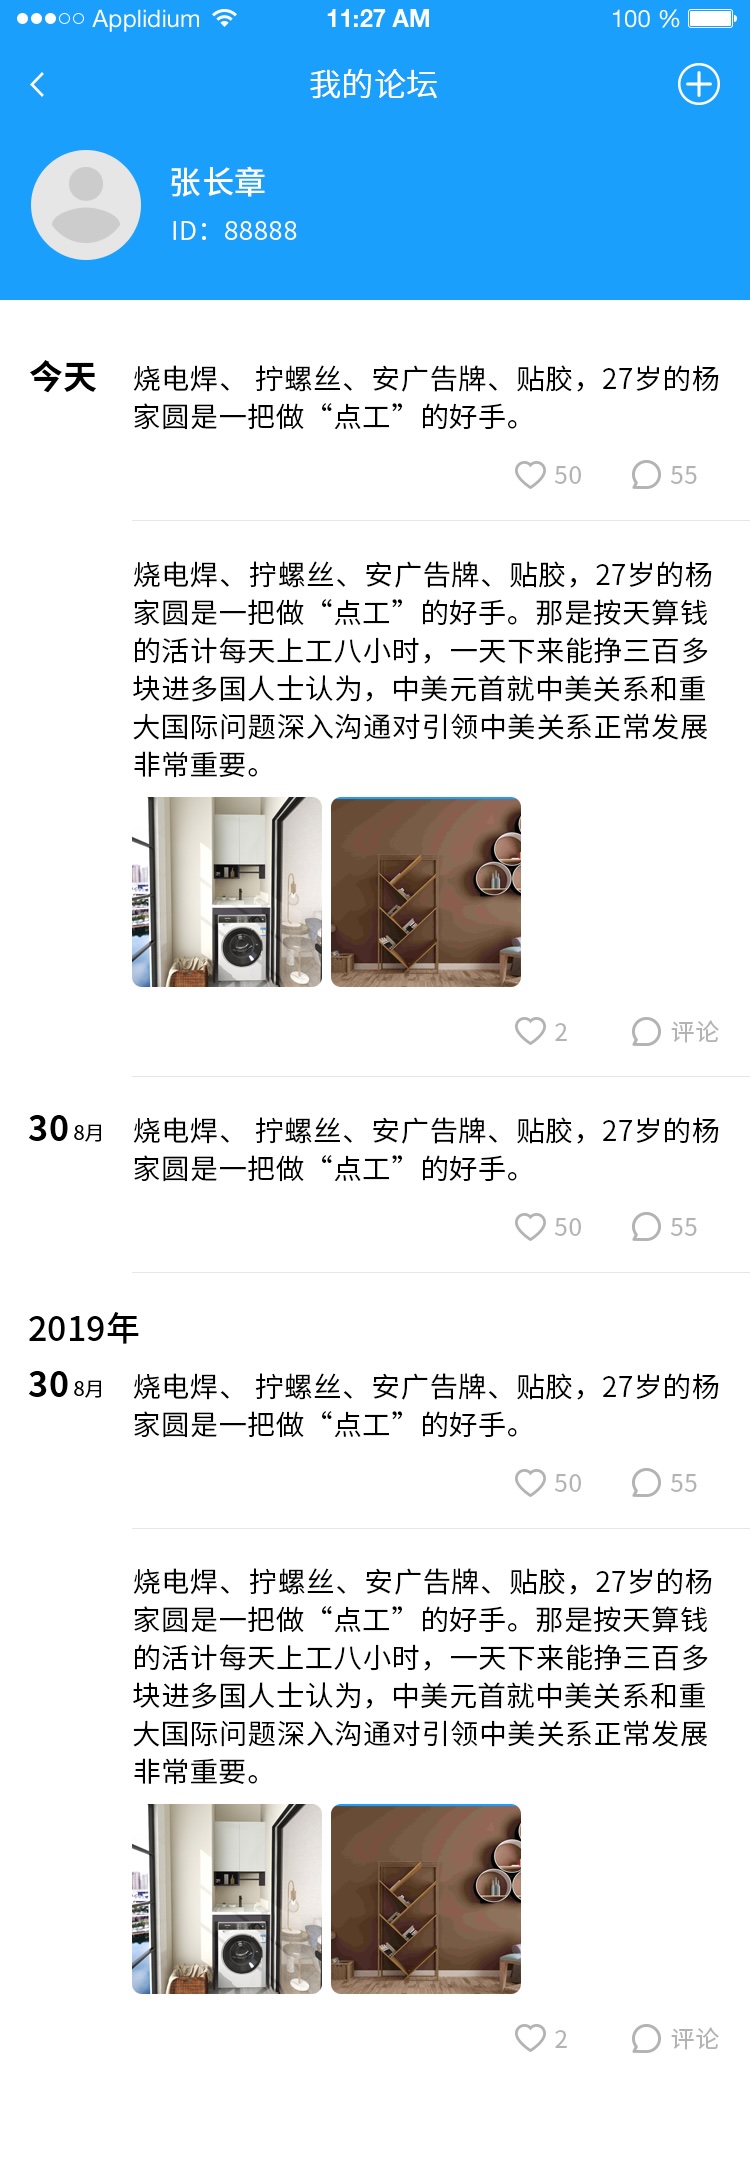 Applidium 11:27 AM 100 %
我的论坛
张长章
ID：88888
今天
烧电焊、 拧螺丝、安广告牌、贴胶，27岁的杨
家圆是一把做“点工”的好手。
50 55
烧电焊、拧螺丝、安广告牌、贴胶，27岁的杨
家圆是一把做“点工”的好手。那是按天算钱
的活计每天上工八小时，一天下来能挣三百多
块进多国人士认为，中美元首就中美关系和重
大国际问题深入沟通对引领中美关系正常发展
非常重要。
2 评论
30 8月
烧电焊、 拧螺丝、安广告牌、贴胶，27岁的杨
家圆是一把做“点工”的好手。
50 55
2019年
30 8月
烧电焊、 拧螺丝、安广告牌、贴胶，27岁的杨
家圆是一把做“点工”的好手。
50 55
烧电焊、拧螺丝、安广告牌、贴胶，27岁的杨
家圆是一把做“点工”的好手。那是按天算钱
的活计每天上工八小时，一天下来能挣三百多
块进多国人士认为，中美元首就中美关系和重
大国际问题深入沟通对引领中美关系正常发展
非常重要。
2 评论